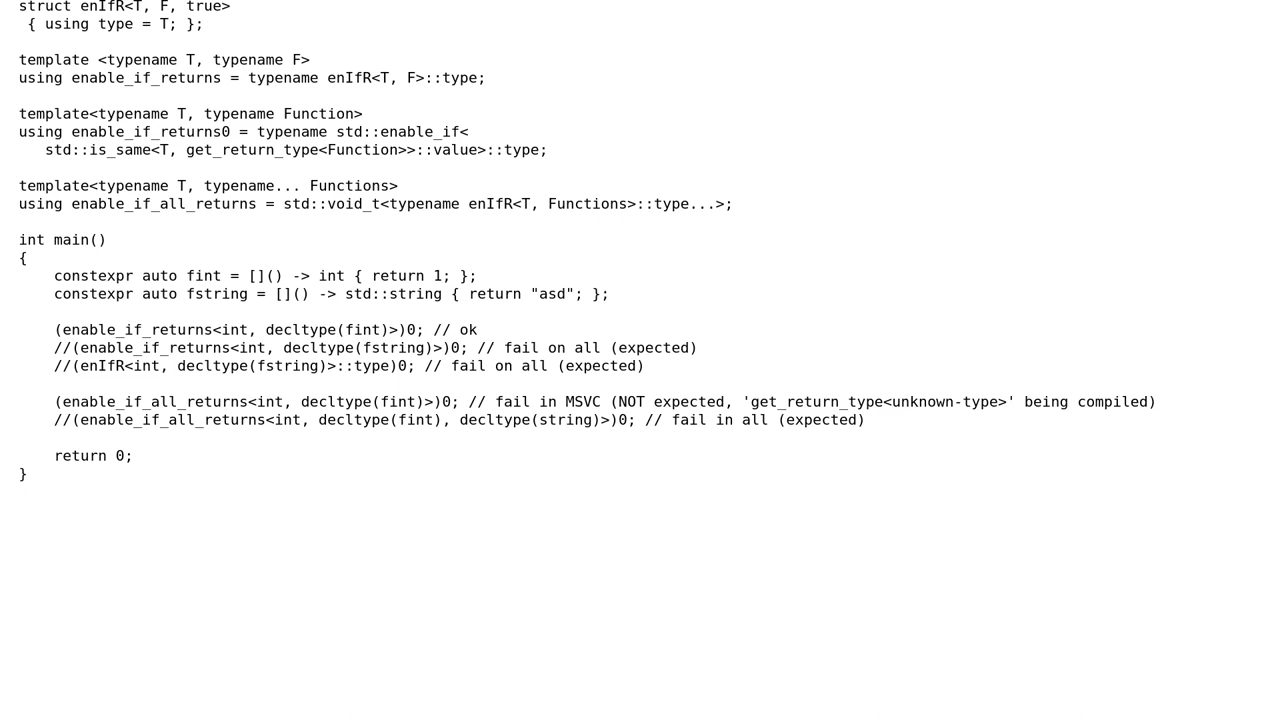 struct enIfR<T, F, true>
 { using type = T; };
template <typename T, typename F>
using enable_if_returns = typename enIfR<T, F>::type;
template<typename T, typename Function>
using enable_if_returns0 = typename std::enable_if<
   std::is_same<T, get_return_type<Function>>::value>::type;
template<typename T, typename... Functions>
using enable_if_all_returns = std::void_t<typename enIfR<T, Functions>::type...>;
int main()
{
    constexpr auto fint = []() -> int { return 1; };
    constexpr auto fstring = []() -> std::string { return "asd"; };
    (enable_if_returns<int, decltype(fint)>)0; // ok
    //(enable_if_returns<int, decltype(fstring)>)0; // fail on all (expected)
    //(enIfR<int, decltype(fstring)>::type)0; // fail on all (expected)
    (enable_if_all_returns<int, decltype(fint)>)0; // fail in MSVC (NOT expected, 'get_return_type<unknown-type>' being compiled)
    //(enable_if_all_returns<int, decltype(fint), decltype(string)>)0; // fail in all (expected)
    return 0;
}